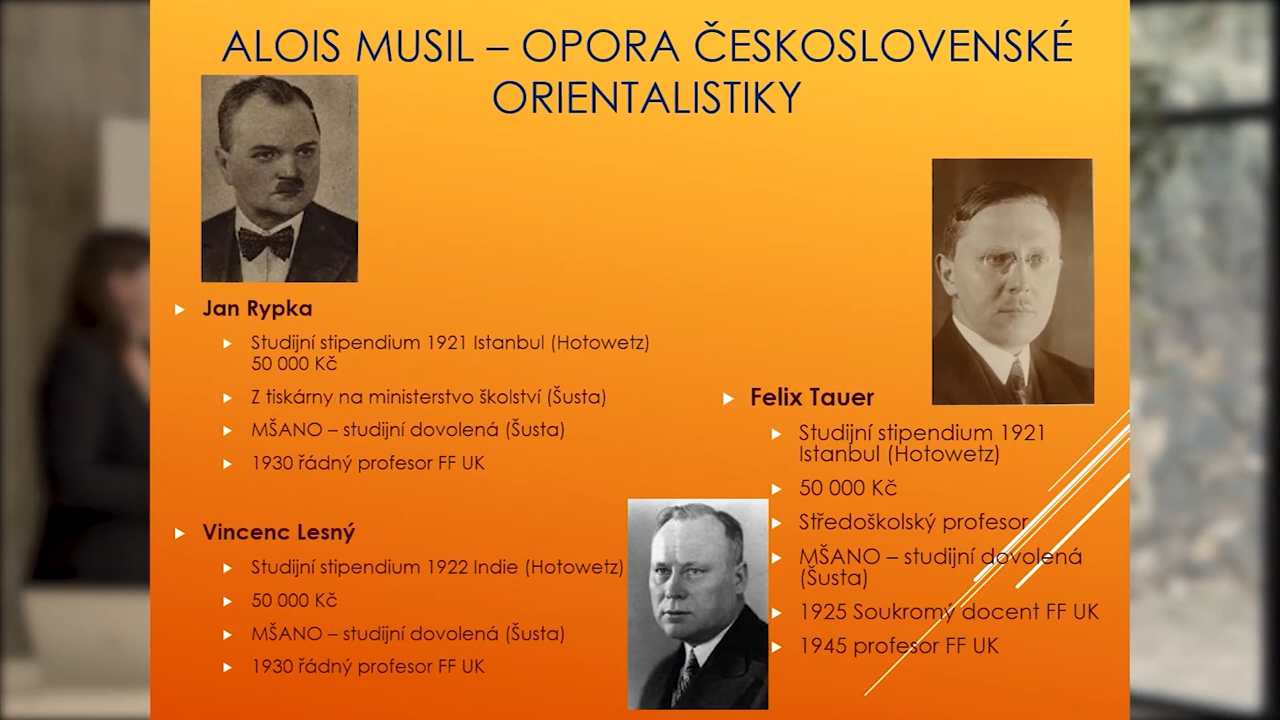 ALOIS MUSIL – OPORA ČESKOSLOVENSKÉ
ORIENTALISTIKY
Jan Rypka
Studijní stipendium 1921 Istanbul (Hotowetz)
50 000 Kč
Z tiskárny na ministerstvo školství (Šusta)
MŠANO – studijní dovolená (Šusta)
1930 řádný profesor FF UK
Vincenc Lesný
Studijní stipendium 1922 Indie (Hotowetz)
50 000 Kč
MŠANO – studijní dovolená (Šusta)
1930 řádný profesor FF UK
Felix Tauer
Studijní stipendium 1921
Istanbul (Hotowetz)
50 000 Kč
Středoškolský profesor
MŠANO – studijní dovolená
(Šusta)
1925 Soukromý docent FF UK
1945 profesor FF UK